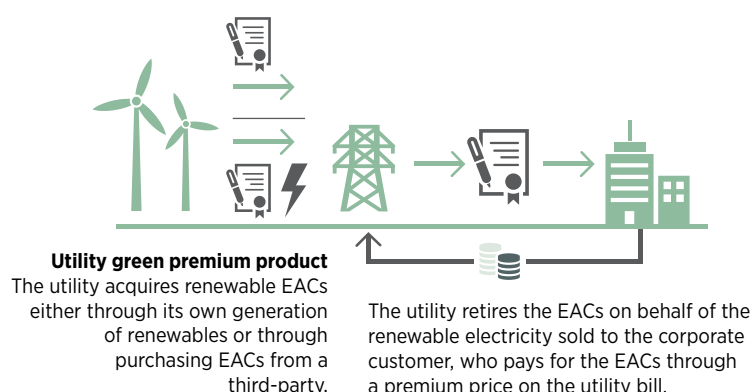 Utility green premium product
The utility acquires renewable EACs
either through its own generation
of renewables or through
purchasing EACs from a
third-party.
The utility retires the EACs on behalf of the
renewable electricity sold to the corporate
customer, who pays for the EACs through
a premium price on the utility bill.